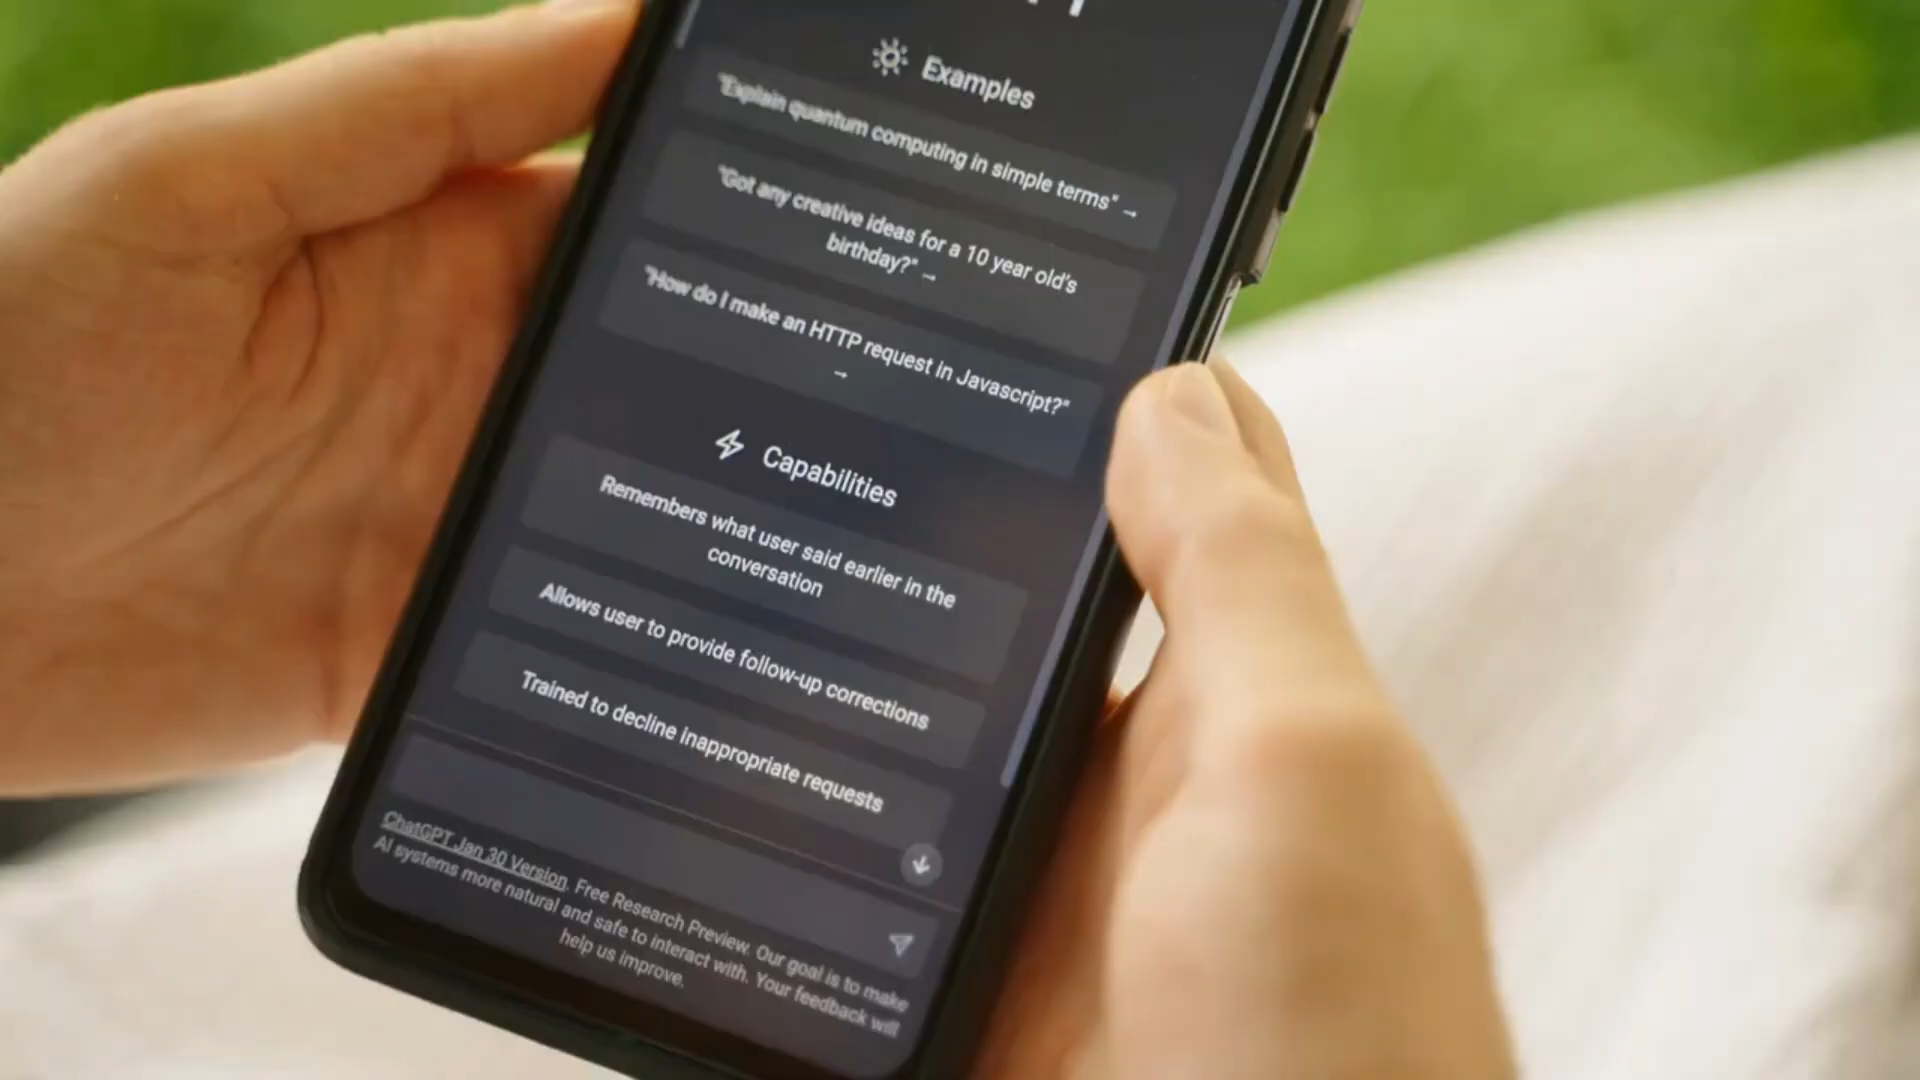 Examples
"Explain quantum computing in simple terms" →
"Got any creative ideas for a 10 year old's
birthday?" →
"How do I make an HTTP request in Javascript?"
→
Capabilities
Remembers what user said earlier in the
conversation
Allows user to provide follow-up corrections
Trained to decline inappropriate requests
ChatGPT Jan 30 Version. Free Research Preview. Our goal is to make
AI systems more natural and safe to interact with. Your feedback will
help us improve.